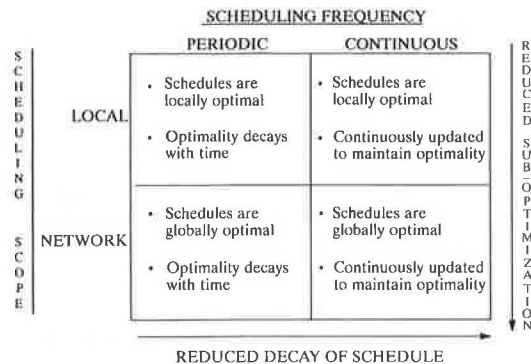 SCHEDULING FREQUENCY
PERIODIC
CONTINUOUS
SCHEDULING SCOPE
LOCAL
• Schedules are
locally optimal
• Optimality decays
with time
• Schedules are
locally optimal
• Continuously updated
to maintain optimality
NETWORK
• Schedules are
globally optimal
• Optimality decays
with time
• Schedules are
globally optimal
• Continuously updated
to maintain optimality
REDUCED SUB-OPTIMIZATION
REDUCED DECAY OF SCHEDULE